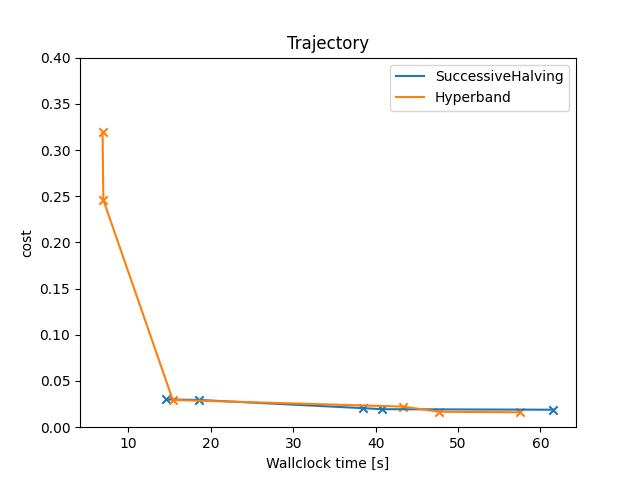 Trajectory
SuccessiveHalving
Hyperband
0.40
0.35
0.30
0.25
0.20
0.15
0.10
0.05
0.00
cost
10 20 30 40 50 60
Wallclock time [s]